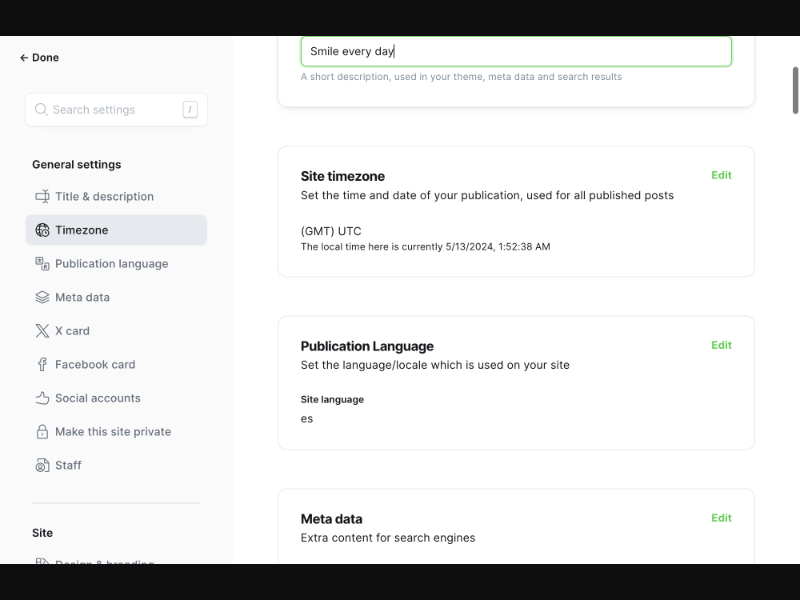 ← Done
Search settings /
General settings
Title & description
Timezone
Publication language
Meta data
X card
Facebook card
Social accounts
Make this site private
Staff
Site
Design & branding
Smile every day
A short description, used in your theme, meta data and search results
Site timezone
Edit
Set the time and date of your publication, used for all published posts
(GMT) UTC
The local time here is currently 5/13/2024, 1:52:38 AM
Publication Language
Edit
Set the language/locale which is used on your site
Site language
es
Meta data
Edit
Extra content for search engines